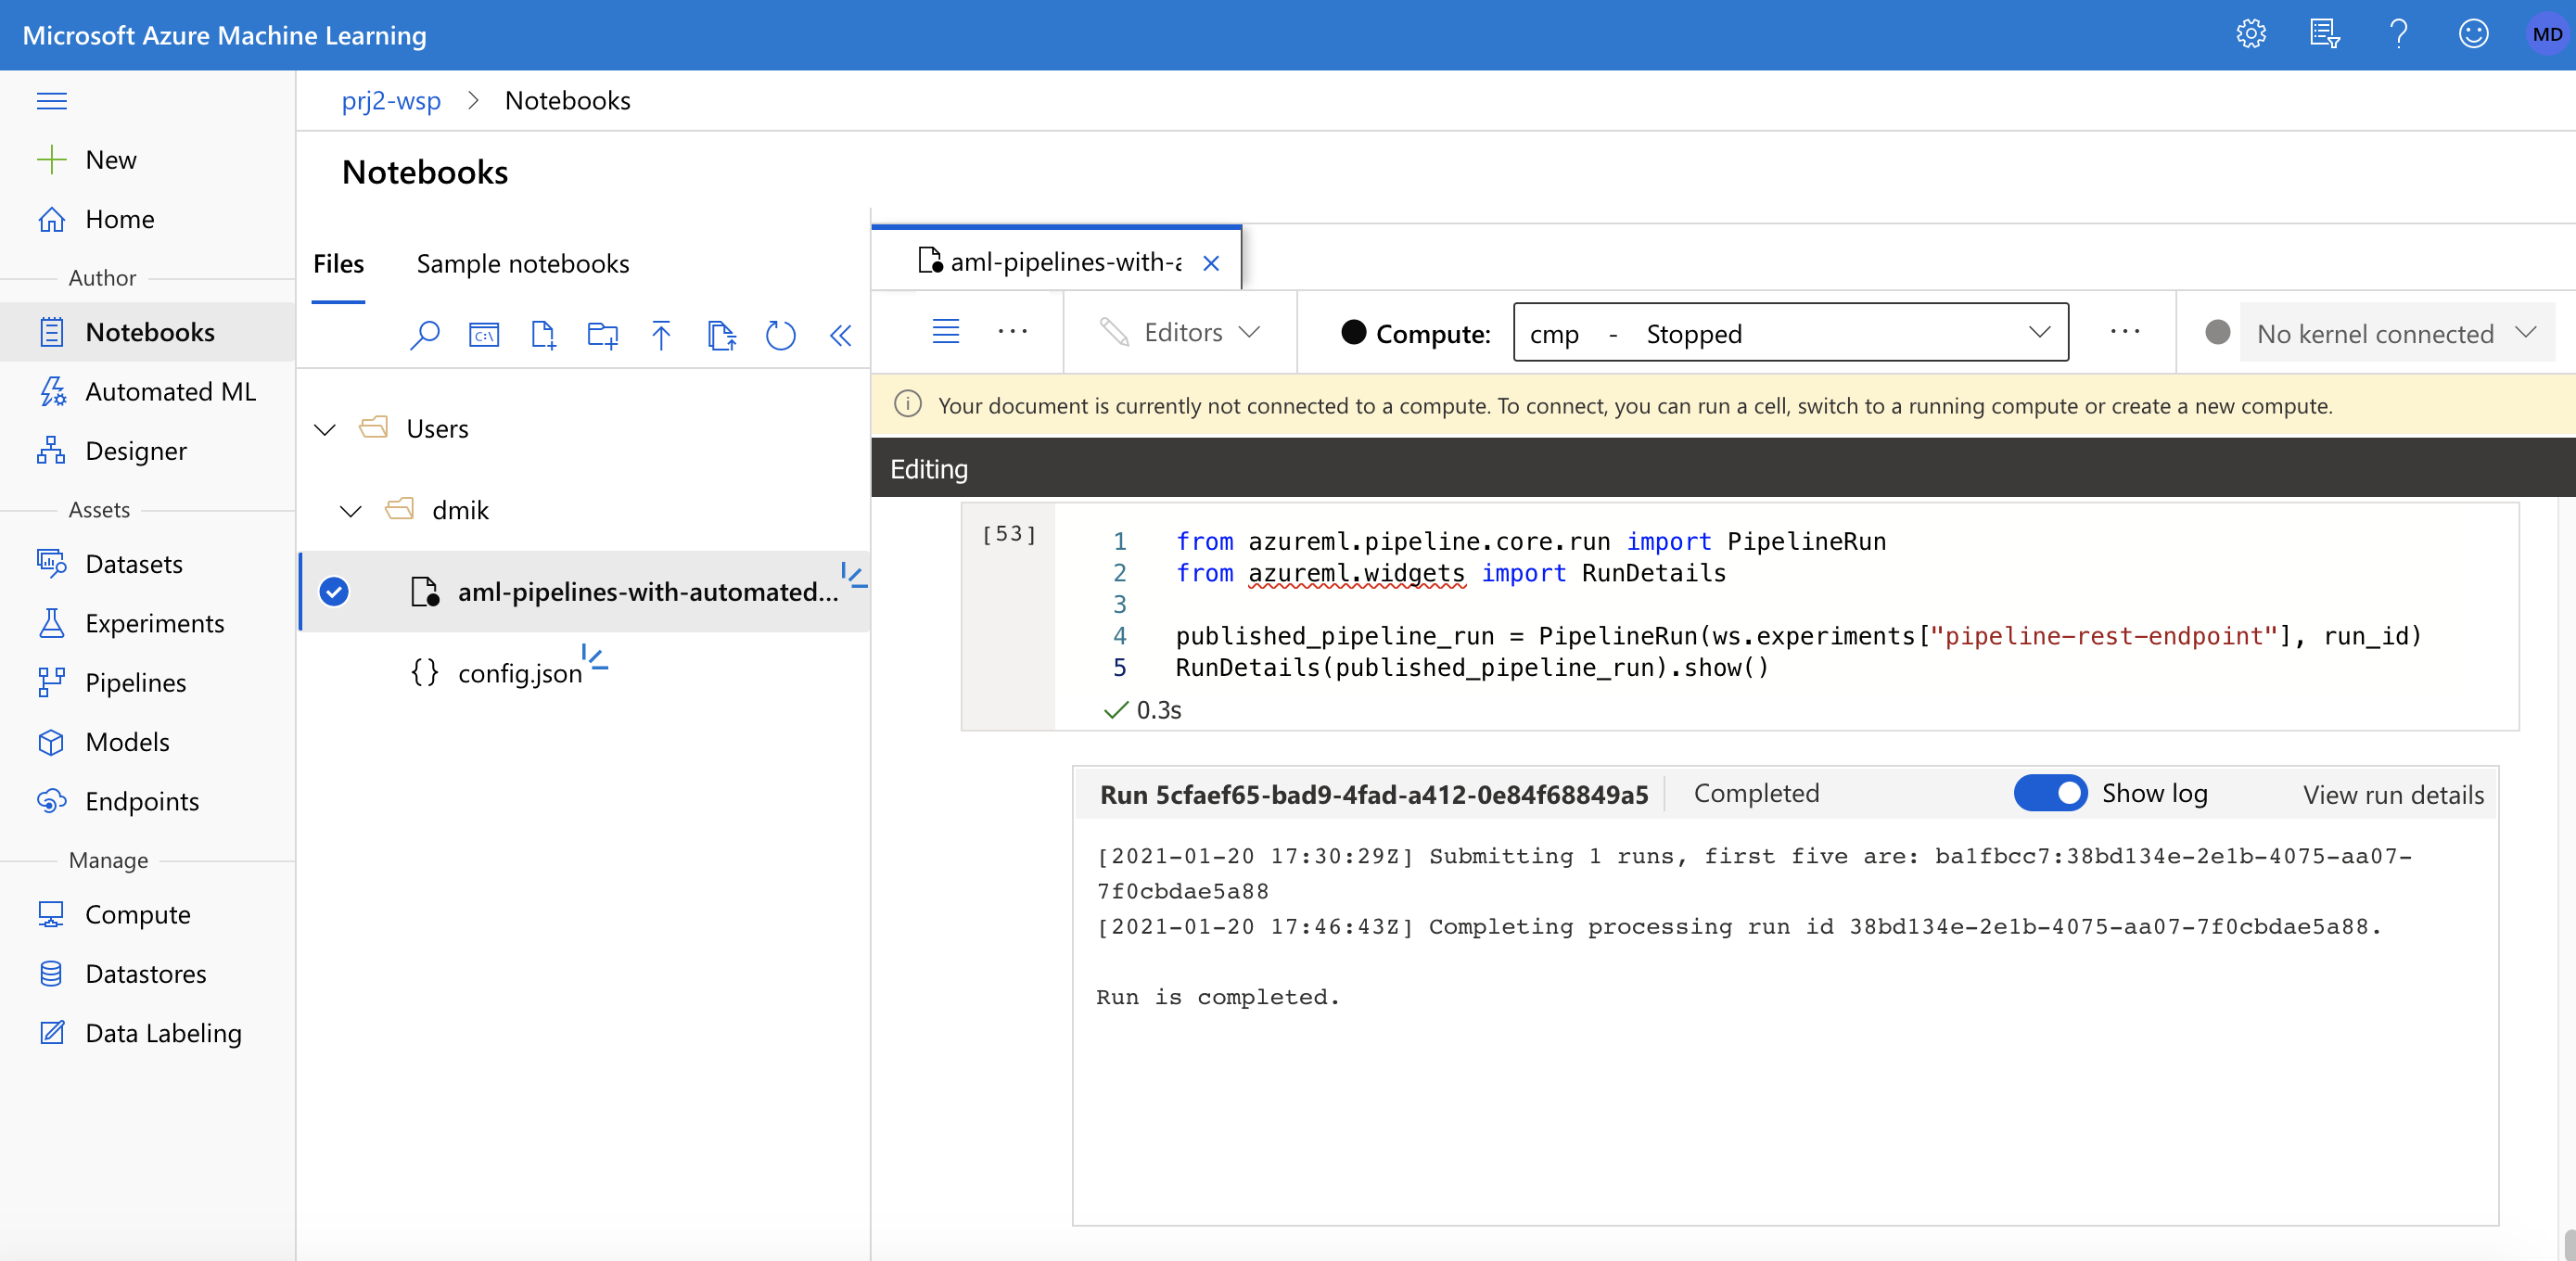 Microsoft Azure Machine Learning
MD
prj2-wsp > Notebooks
New
Home
Author
Notebooks
Automated ML
Designer
Assets
Datasets
Experiments
Pipelines
Models
Endpoints
Manage
Compute
Datastores
Data Labeling
Notebooks
Files Sample notebooks
Users
dmik
aml-pipelines-with-automated...
{} config.json
aml-pipelines-with-a
Editors
Compute: cmp - Stopped
No kernel connected
Your document is currently not connected to a compute. To connect, you can run a cell, switch to a running compute or create a new compute.
Editing
[53]
1 from azureml.pipeline.core.run import PipelineRun
2 from azureml.widgets import RunDetails
3
4 published_pipeline_run = PipelineRun(ws.experiments["pipeline-rest-endpoint"], run_id)
5 RunDetails(published_pipeline_run).show()
0.3s
Run 5cfaef65-bad9-4fad-a412-0e84f68849a5 Completed Show log View run details
[2021-01-20 17:30:29Z] Submitting 1 runs, first five are: ba1fbcc7:38bd134e-2e1b-4075-aa07-
7f0cbdae5a88
[2021-01-20 17:46:43Z] Completing processing run id 38bd134e-2e1b-4075-aa07-7f0cbdae5a88.
Run is completed.